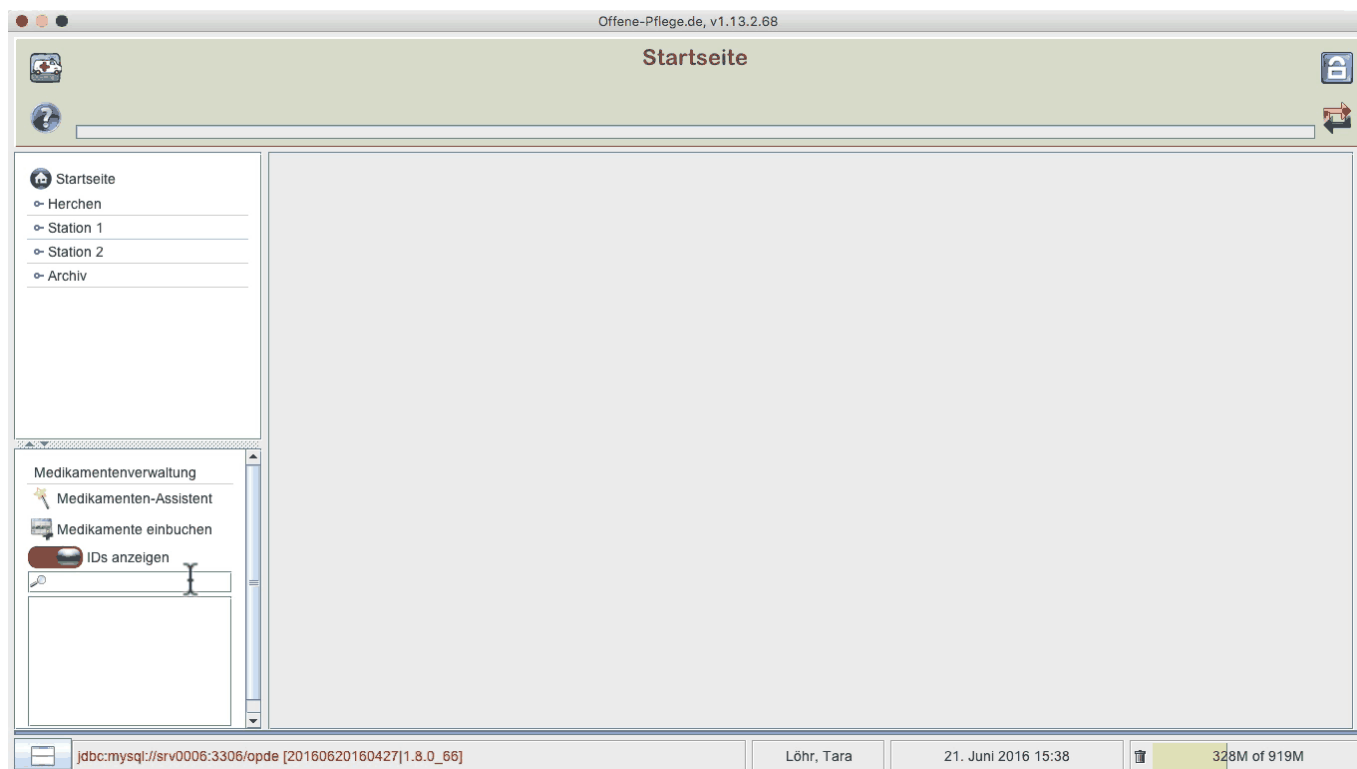 Offene-Pflege.de, v1.13.2.68
Startseite
Startseite
Herchen
Station 1
Station 2
Archiv
Medikamentenverwaltung
Medikamenten-Assistent
Medikamente einbuchen
IDs anzeigen
jdbc:mysql://srv0006:3306/opde [20160620160427|1.8.0_66]
Löhr, Tara
21. Juni 2016 15:38
328M of 919M